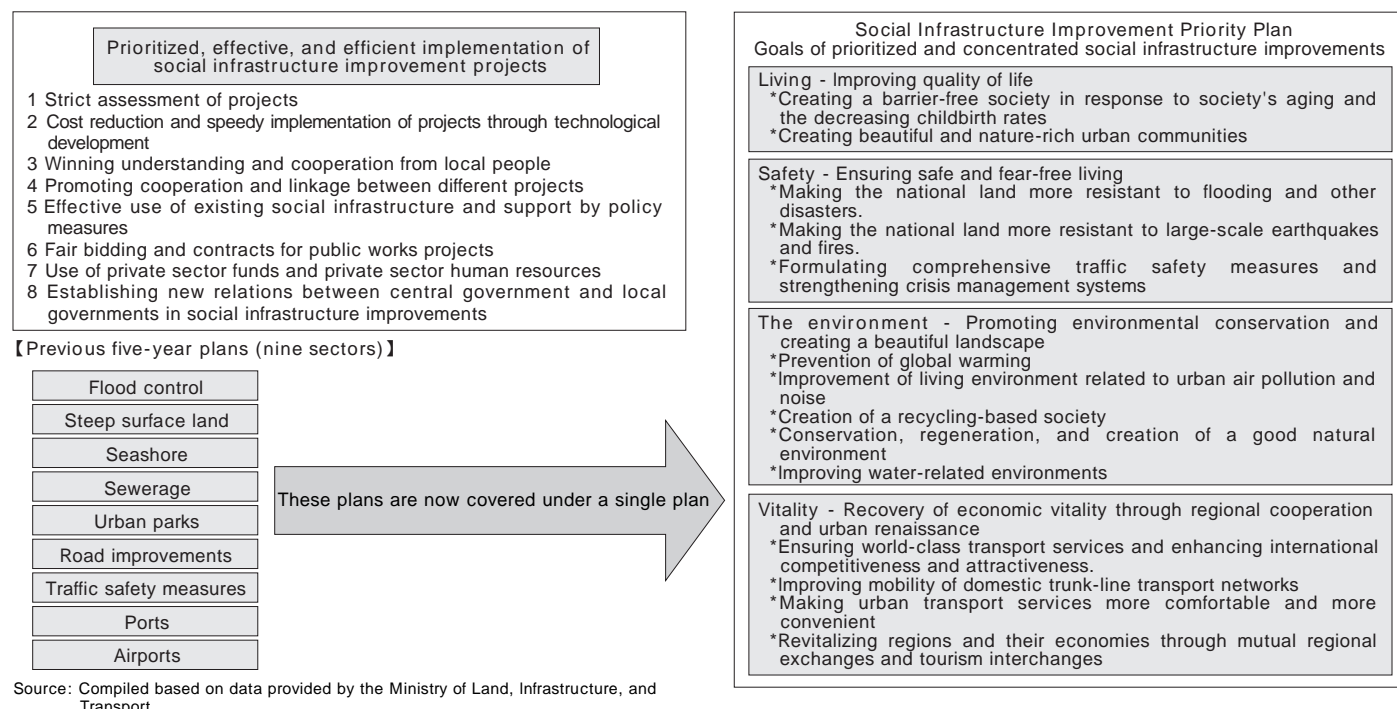 Prioritized, effective, and efficient implementation of
social infrastructure improvement projects
1 Strict assessment of projects
2 Cost reduction and speedy implementation of projects through technological
development
3 Winning understanding and cooperation from local people
4 Promoting cooperation and linkage between different projects
5 Effective use of existing social infrastructure and support by policy
measures
6 Fair bidding and contracts for public works projects
7 Use of private sector funds and private sector human resources
8 Establishing new relations between central government and local
governments in social infrastructure improvements
【Previous five-year plans (nine sectors)】
Flood control
Steep surface land
Seashore
Sewerage
Urban parks
Road improvements
Traffic safety measures
Ports
Airports
These plans are now covered under a single plan
Source: Compiled based on data provided by the Ministry of Land, Infrastructure, and
Transport
Social Infrastructure Improvement Priority Plan
Goals of prioritized and concentrated social infrastructure improvements
Living - Improving quality of life
*Creating a barrier-free society in response to society's aging and
the decreasing childbirth rates
*Creating beautiful and nature-rich urban communities
Safety - Ensuring safe and fear-free living
*Making the national land more resistant to flooding and other
disasters.
*Making the national land more resistant to large-scale earthquakes
and fires.
*Formulating comprehensive traffic safety measures and
strengthening crisis management systems
The environment - Promoting environmental conservation and
creating a beautiful landscape
*Prevention of global warming
*Improvement of living environment related to urban air pollution and
noise
*Creation of a recycling-based society
*Conservation, regeneration, and creation of a good natural
environment
*Improving water-related environments
Vitality - Recovery of economic vitality through regional cooperation
and urban renaissance
*Ensuring world-class transport services and enhancing international
competitiveness and attractiveness.
*Improving mobility of domestic trunk-line transport networks
*Making urban transport services more comfortable and more
convenient
*Revitalizing regions and their economies through mutual regional
exchanges and tourism interchanges